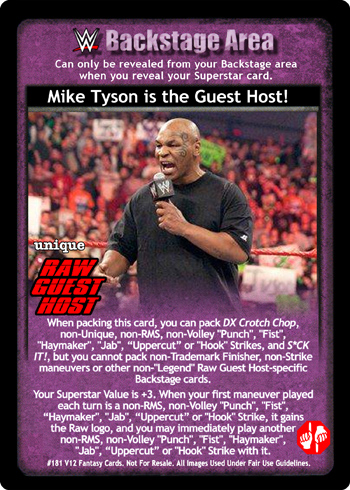 W Backstage Area
Can only be revealed from your Backstage area
when you reveal your Superstar card.
Mike Tyson is the Guest Host!
unique
RAW
GUEST
HOST
When packing this card, you can pack DX Crotch Chop,
non-Unique, non-RMS, non-Volley "Punch", "Fist",
"Haymaker", "Jab", “Uppercut” or "Hook" Strikes, and S*CK
IT!, but you cannot pack non-Trademark Finisher, non-Strike
maneuvers or other non-"Legend" Raw Guest Host-specific
Backstage cards.
Your Superstar Value is +3. When your first maneuver played
each turn is a non-RMS, non-Volley "Punch", "Fist",
"Haymaker", "Jab", “Uppercut” or "Hook" Strike, it gains
the Raw logo, and you may immediately play another
non-RMS, non-Volley "Punch", "Fist", "Haymaker",
"Jab", “Uppercut” or "Hook" Strike with it.
#181 V12 Fantasy Cards. Not For Resale. All Images Used Under Fair Use Guidelines.